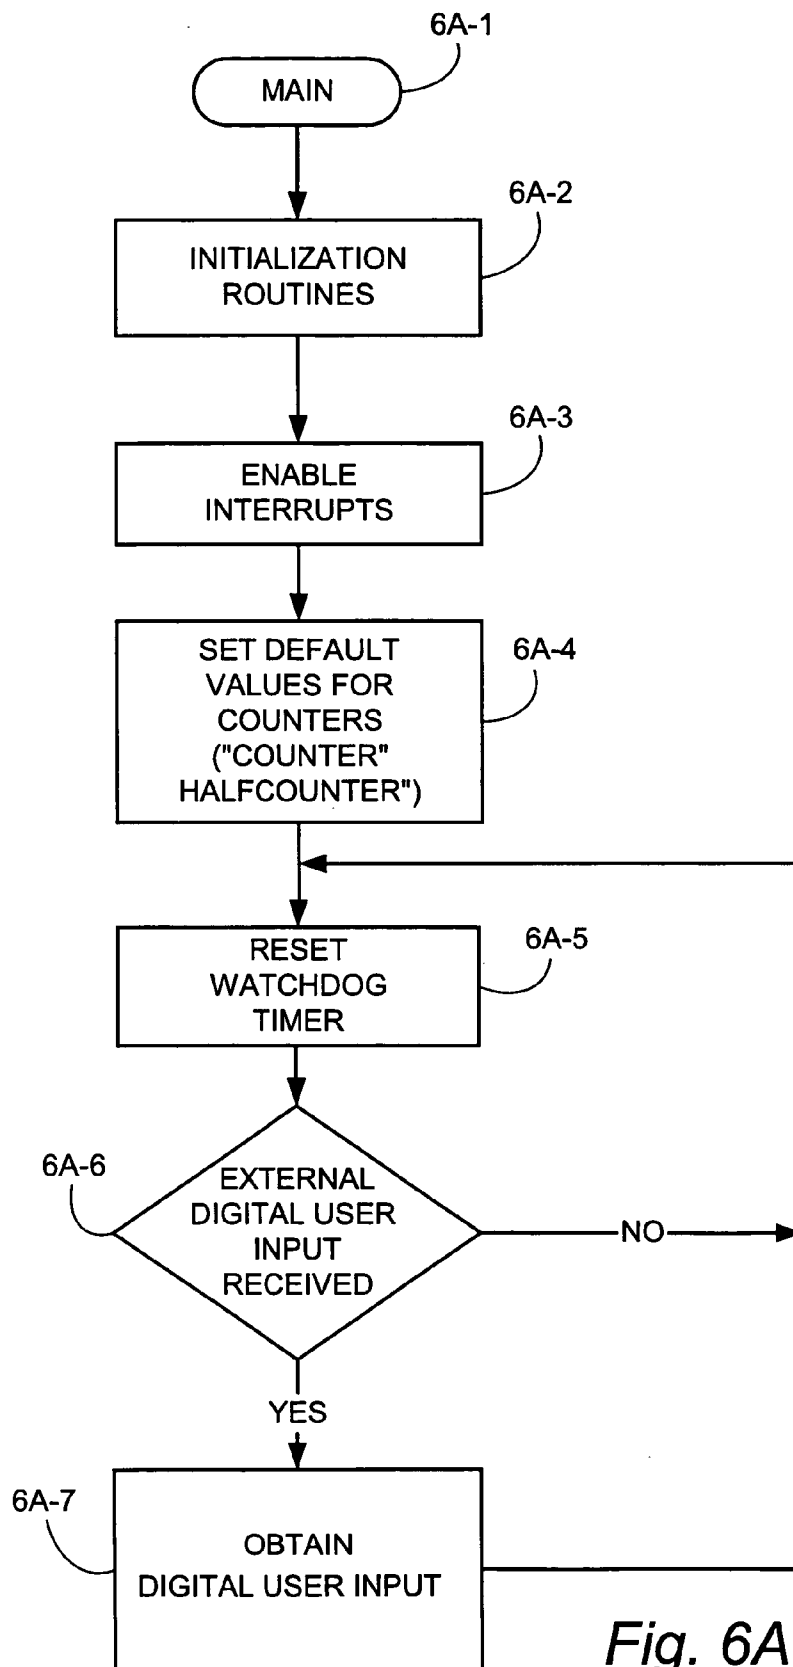 6A-1
MAIN
6A-2
INITIALIZATION
ROUTINES
6A-3
ENABLE
INTERRUPTS
6A-4
SET DEFAULT
VALUES FOR
COUNTERS
("COUNTER"
HALFCOUNTER")
6A-5
RESET
WATCHDOG
TIMER
6A-6
EXTERNAL
DIGITAL USER
INPUT
RECEIVED
NO
YES
6A-7
OBTAIN
DIGITAL USER INPUT
Fig. 6A